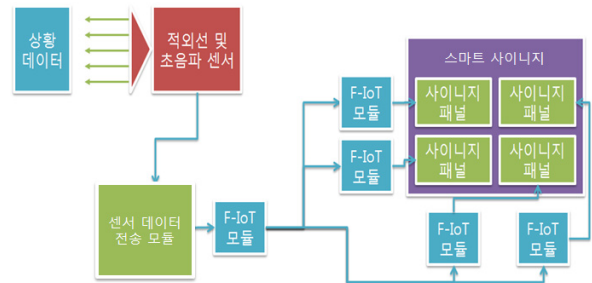 상황
데이터
적외선 및
초음파 센서
스마트 사이니지
F-IoT
모듈
사이니지
패널
사이니지
패널
F-IoT
모듈
사이니지
패널
사이니지
패널
센서 데이터
전송 모듈
F-IoT
모듈
F-IoT
모듈
F-IoT
모듈